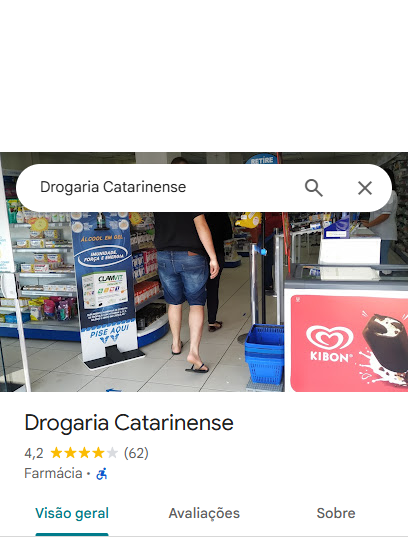 RETIRE
Drogaria Catarinense
ÁLCOOL EM GEL
IMUNIDADE
FORÇA E ENERGIA
CLAMVIT
PISE AQUI
KIBON
Drogaria Catarinense
4,2 (62)
Farmácia ·
Visão geral
Avaliações
Sobre